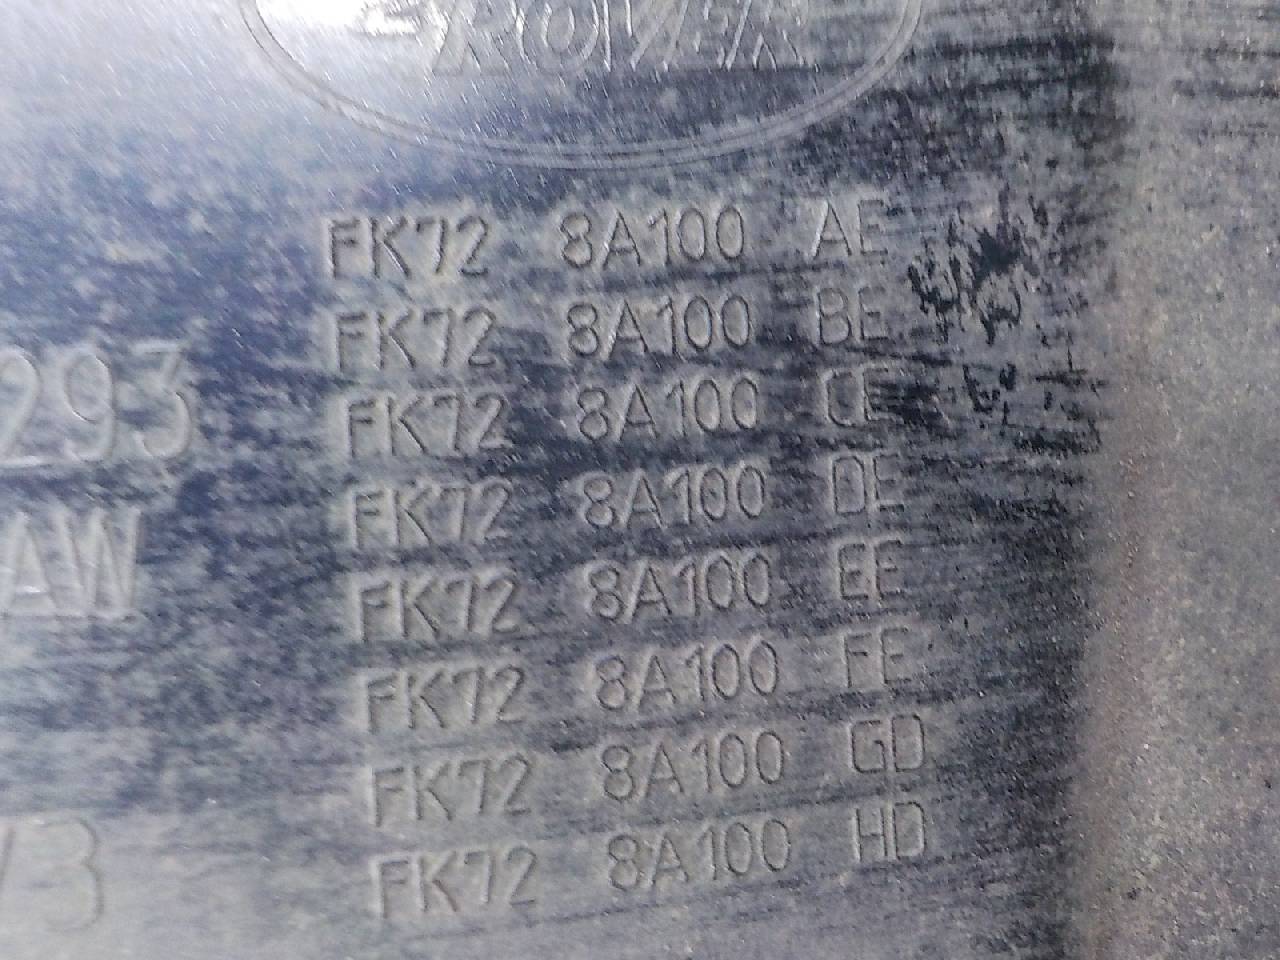 ROVER
FK72 8A100 AE
FK72 8A100 BE
293
FK72 8A100 CE
FK72 8A100 DE
AW
FK72 8A100 EE
FK72 8A100 FE
FK72 8A100 GD
V3
FK72 8A100 HD